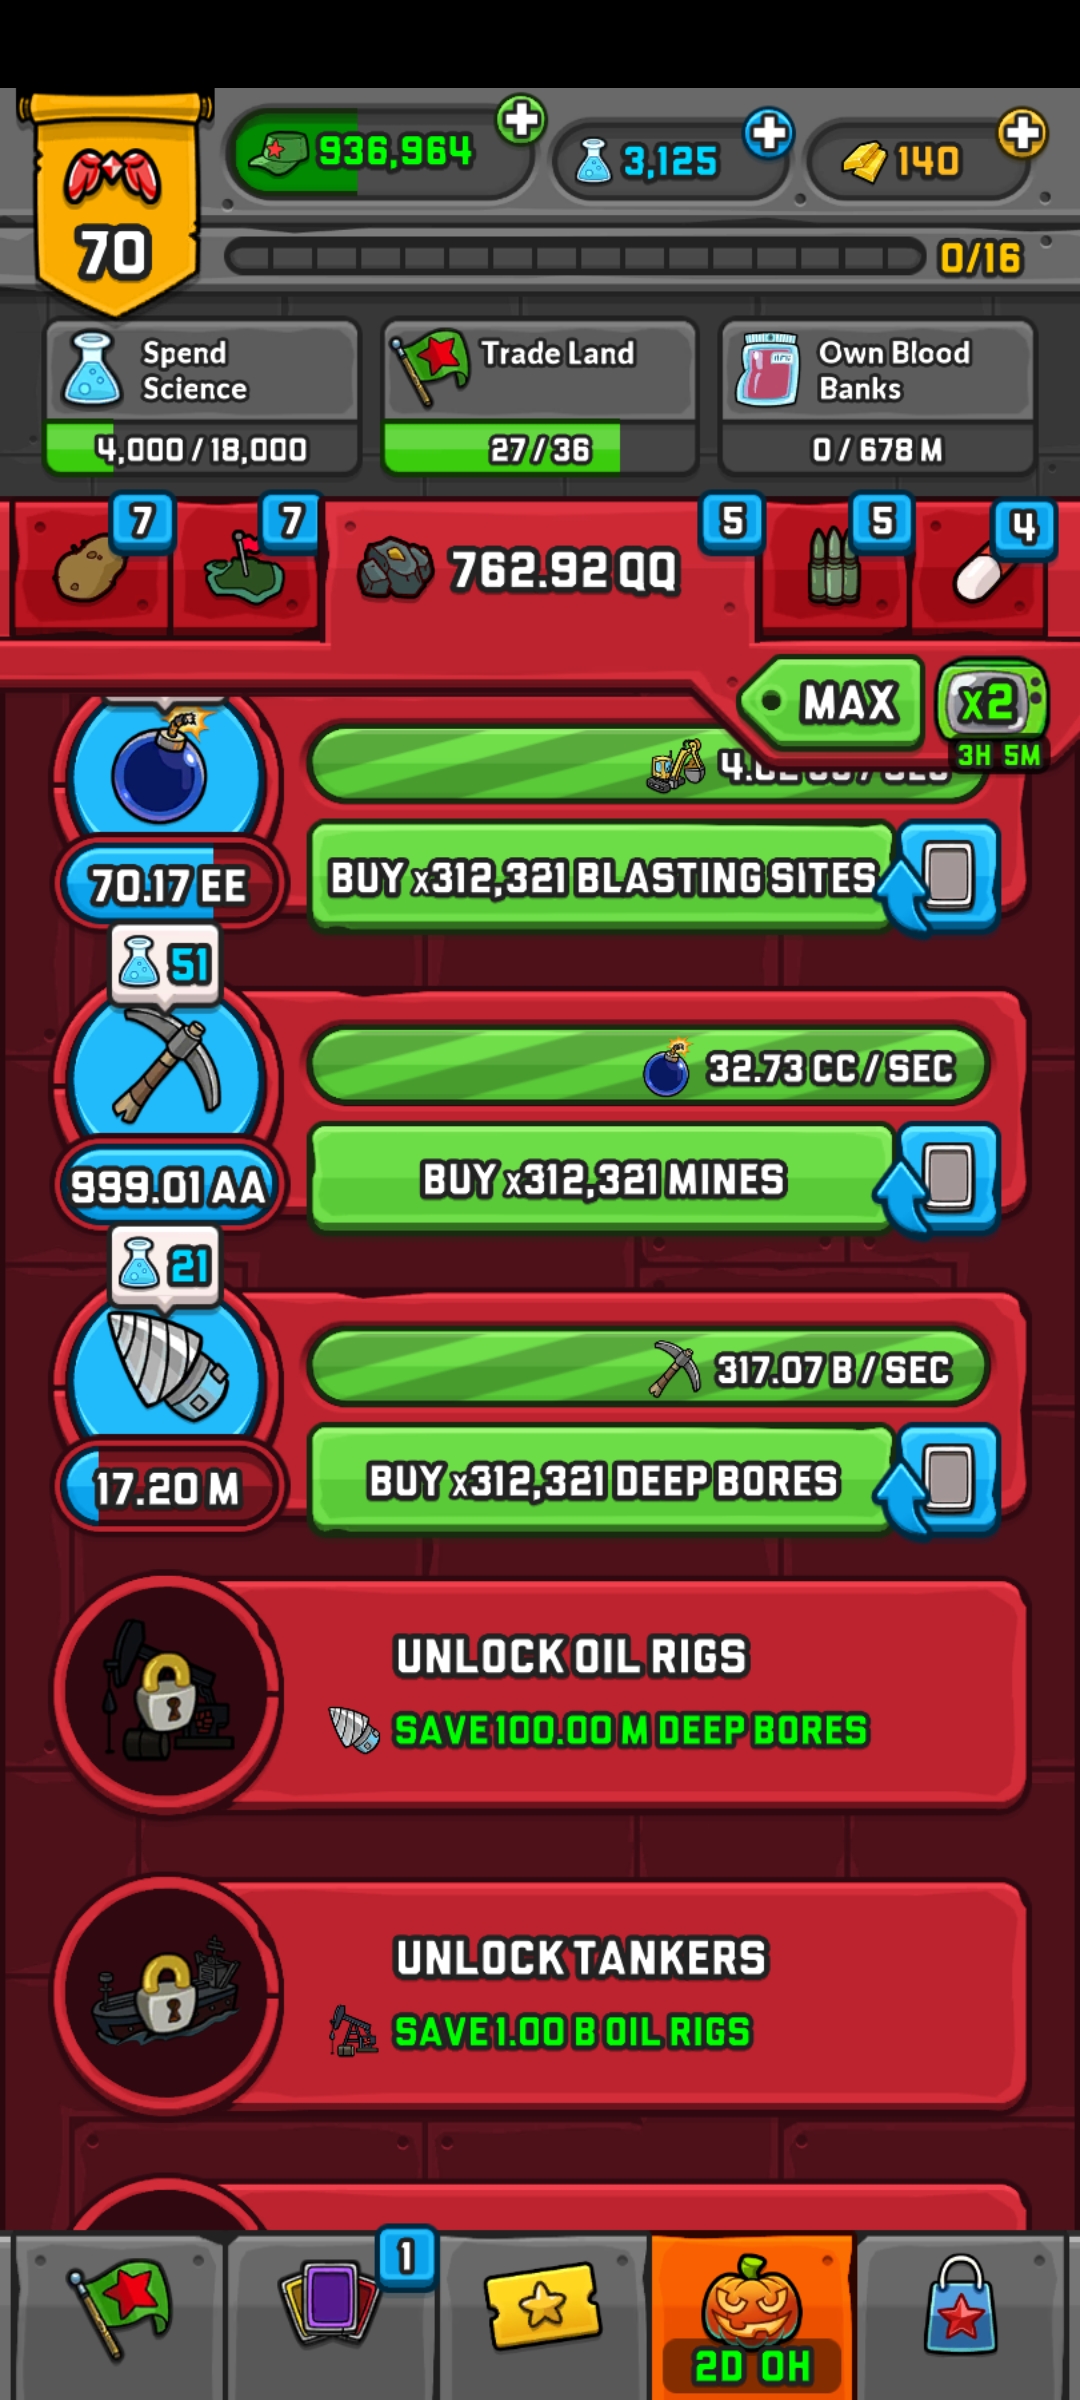 70
936,964
3,125
140
0/16
Spend
Science
4,000/18,000
Trade Land
27/36
Own Blood
Banks
0/678 M
7
7
762.92 QQ
5
5
4
MAX
x2
3H 5M
70.17 EE
BUY x312,321 BLASTING SITES
51
999.01 AA
32.73 CC/SEC
BUY x312,321 MINES
21
17.20 M
317.07 B/SEC
BUY x312,321 DEEP BORES
UNLOCK OIL RIGS
SAVE 100.00 M DEEP BORES
UNLOCK TANKERS
SAVE 1.00 B OIL RIGS
1
2D 0H